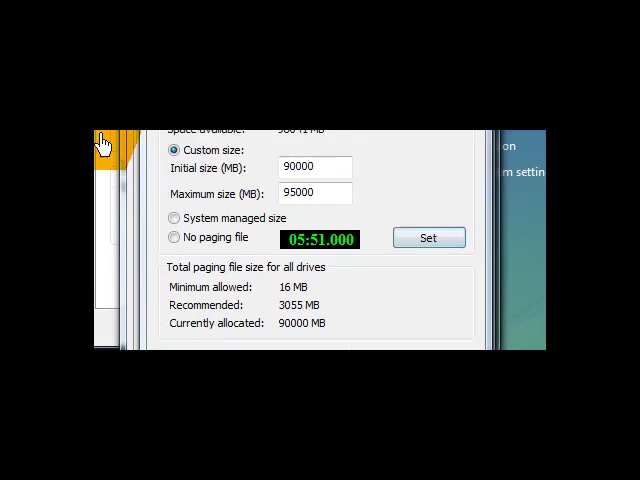 Space available:
Custom size:
Initial size (MB): 90000
Maximum size (MB): 95000
System managed size
No paging file
05:51.000
Set
Total paging file size for all drives
Minimum allowed: 16 MB
Recommended: 3055 MB
Currently allocated: 90000 MB